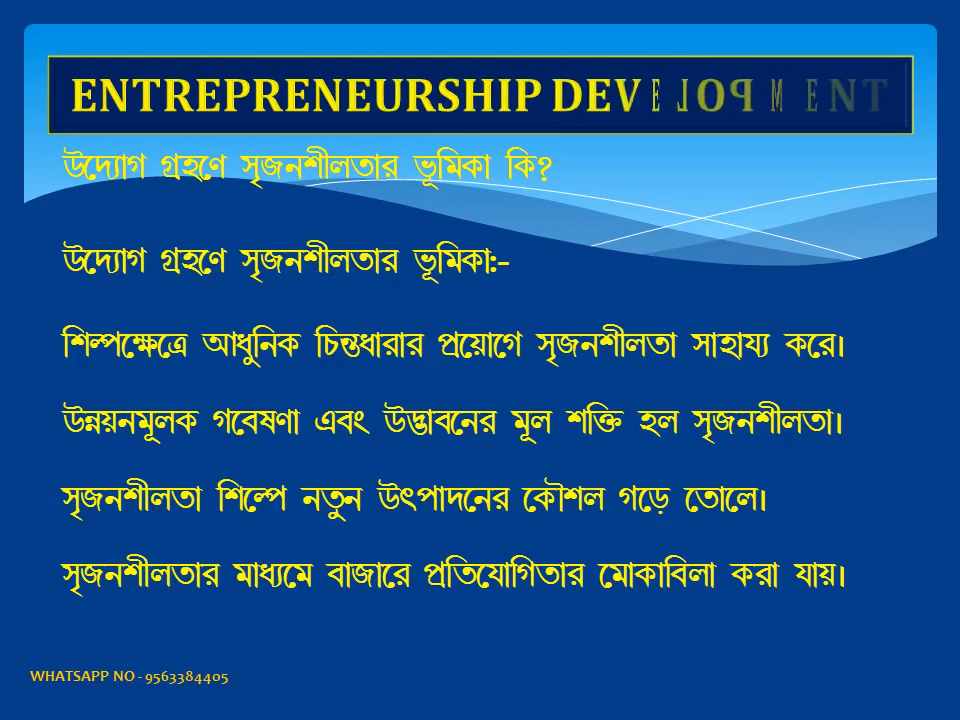 ENTREPRENEURSHIP DEVELOPMENT
উদ্যোগ গ্রহণে সৃজনশীলতার ভূমিকা কি?
উদ্যোগ গ্রহণে সৃজনশীলতার ভূমিকা:-
শিল্পক্ষেত্রে আধুনিক চিন্তধারার প্রয়োগে সৃজনশীলতা সাহায্য করে।
উন্নয়নমূলক গবেষণা এবং উদ্ভাবনের মূল শক্তি হল সৃজনশীলতা।
সৃজনশীলতা শিল্পে নতুন উৎপাদনের কৌশল গড়ে তোলে।
সৃজনশীলতার মাধ্যমে বাজারে প্রতিযোগিতার মোকাবিলা করা যায়।
WHATSAPP NO - 9563384405